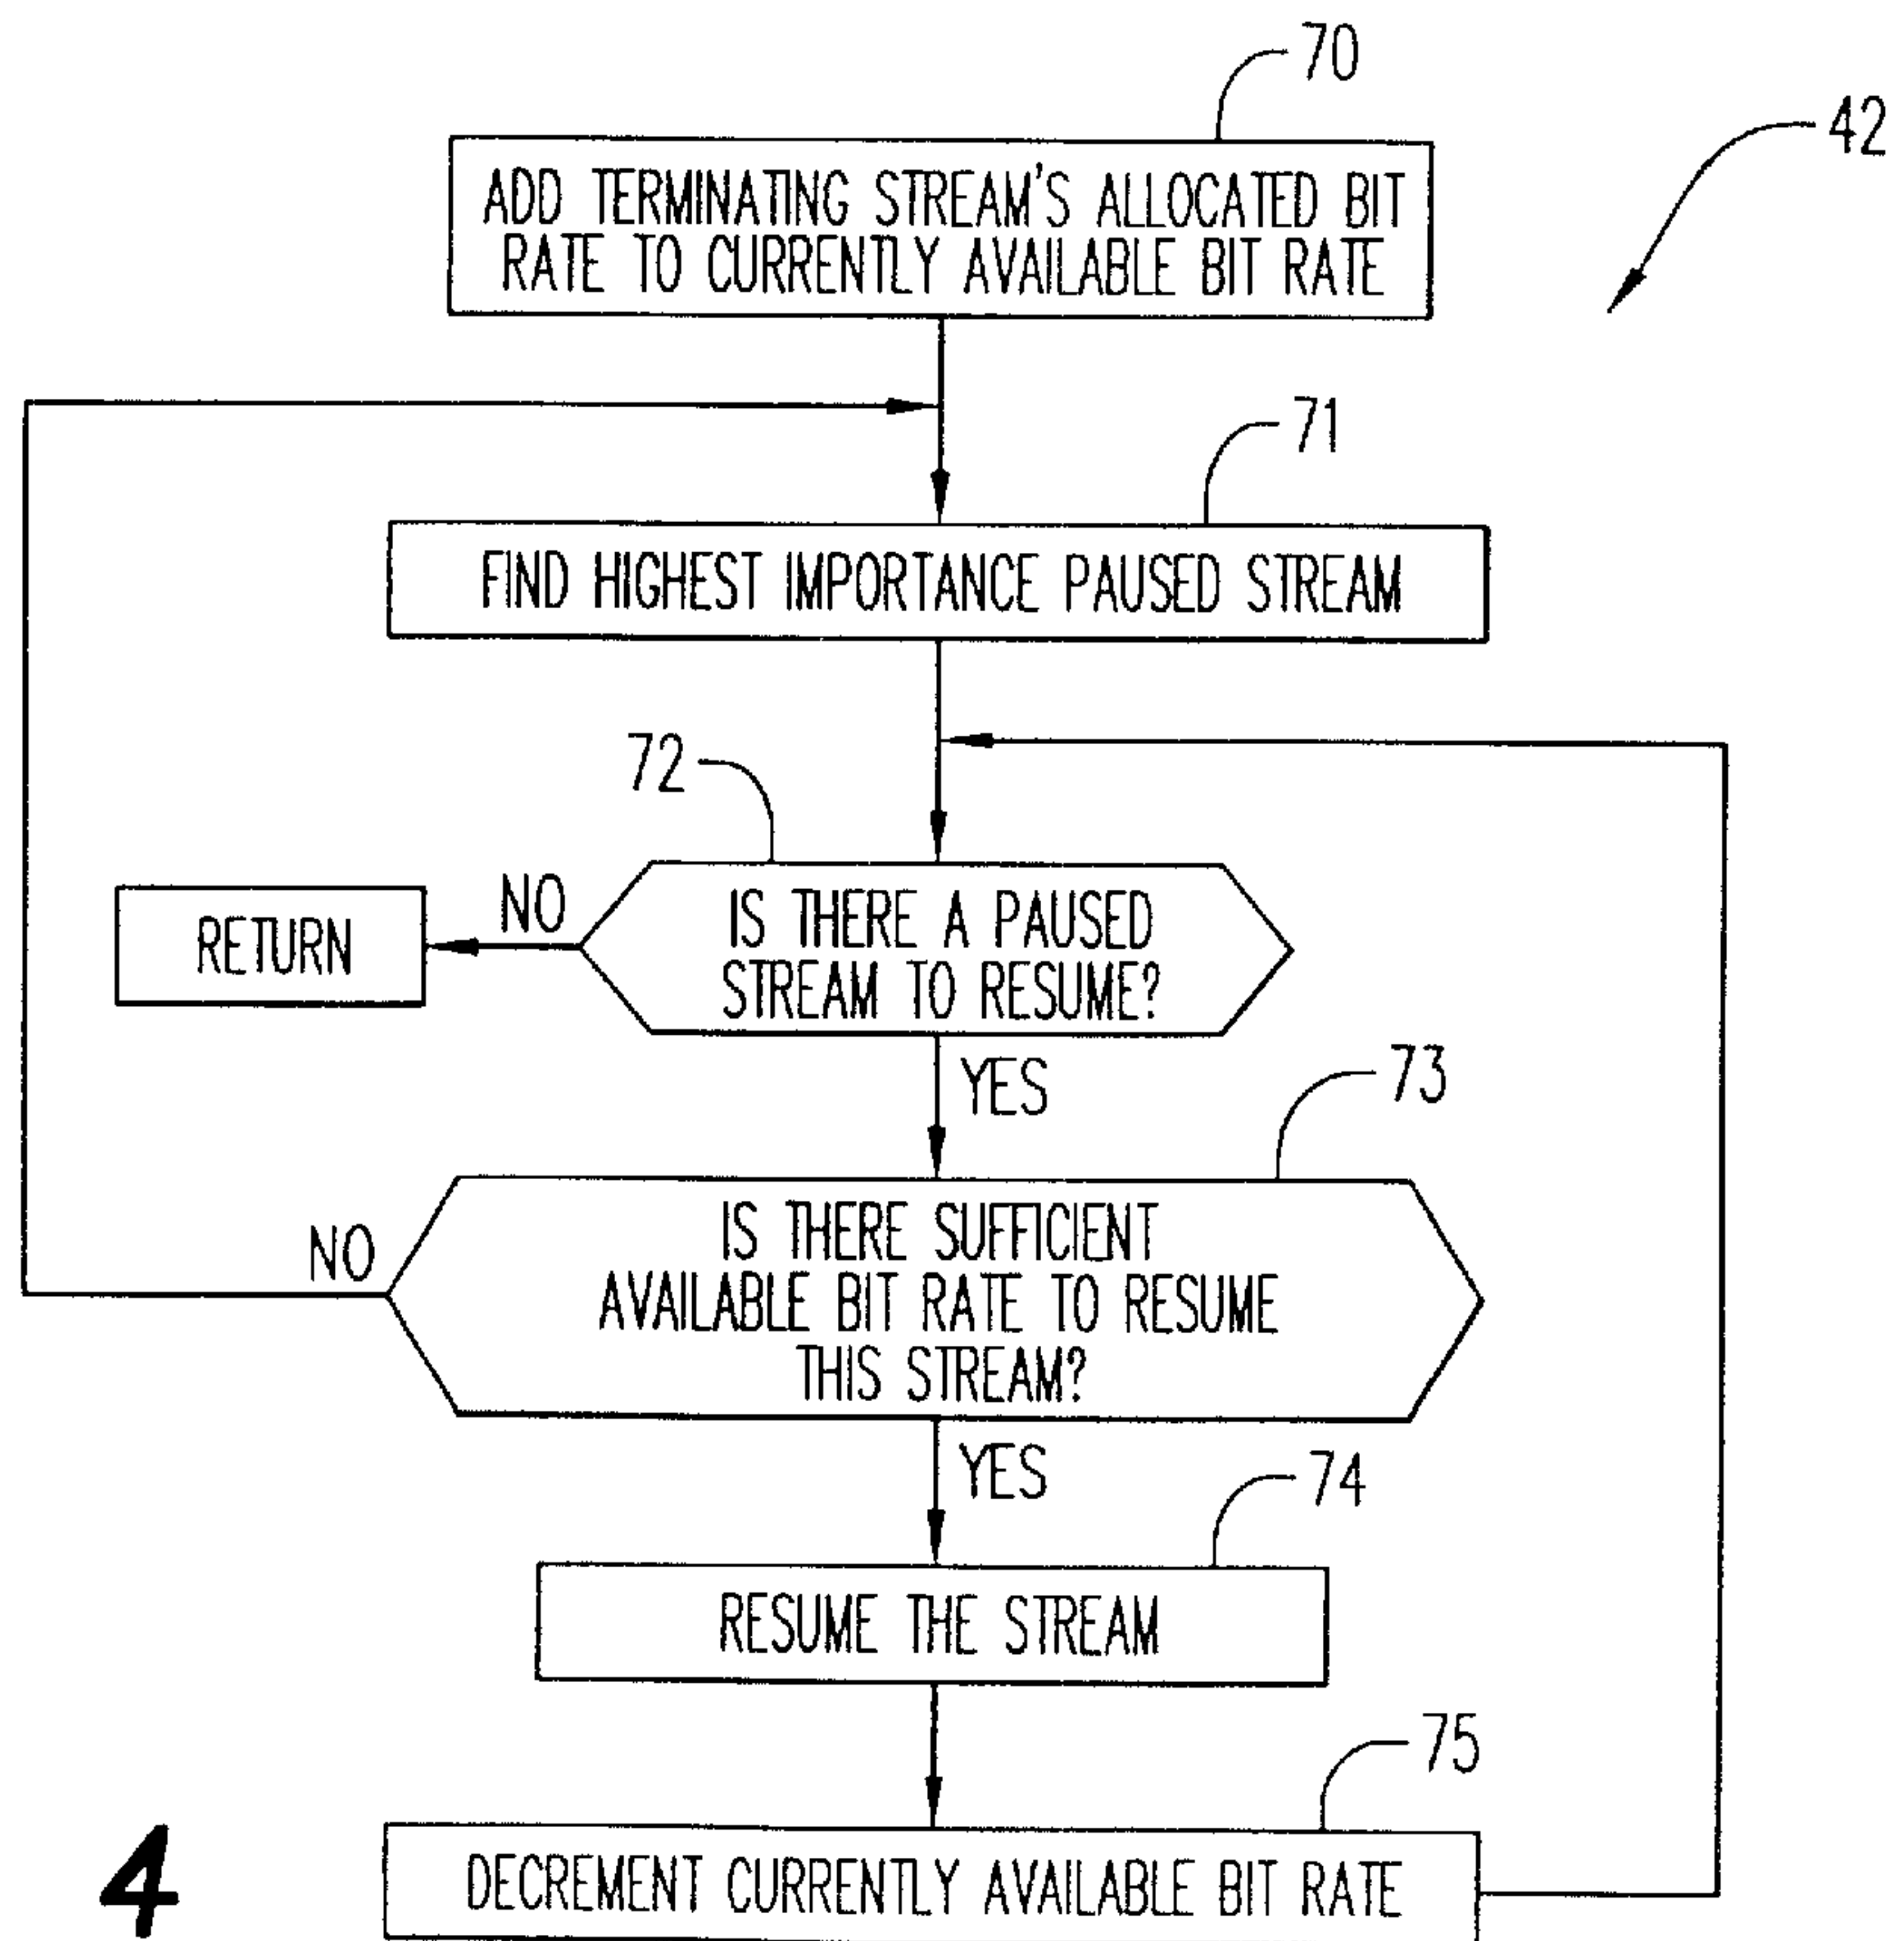 70
42
ADD TERMINATING STREAM'S ALLOCATED BIT
RATE TO CURRENTLY AVAILABLE BIT RATE
71
FIND HIGHEST IMPORTANCE PAUSED STREAM
72
NO
RETURN
IS THERE A PAUSED
STREAM TO RESUME?
YES
73
NO
IS THERE SUFFICIENT
AVAILABLE BIT RATE TO RESUME
THIS STREAM?
YES
74
RESUME THE STREAM
75
DECREMENT CURRENTLY AVAILABLE BIT RATE
4